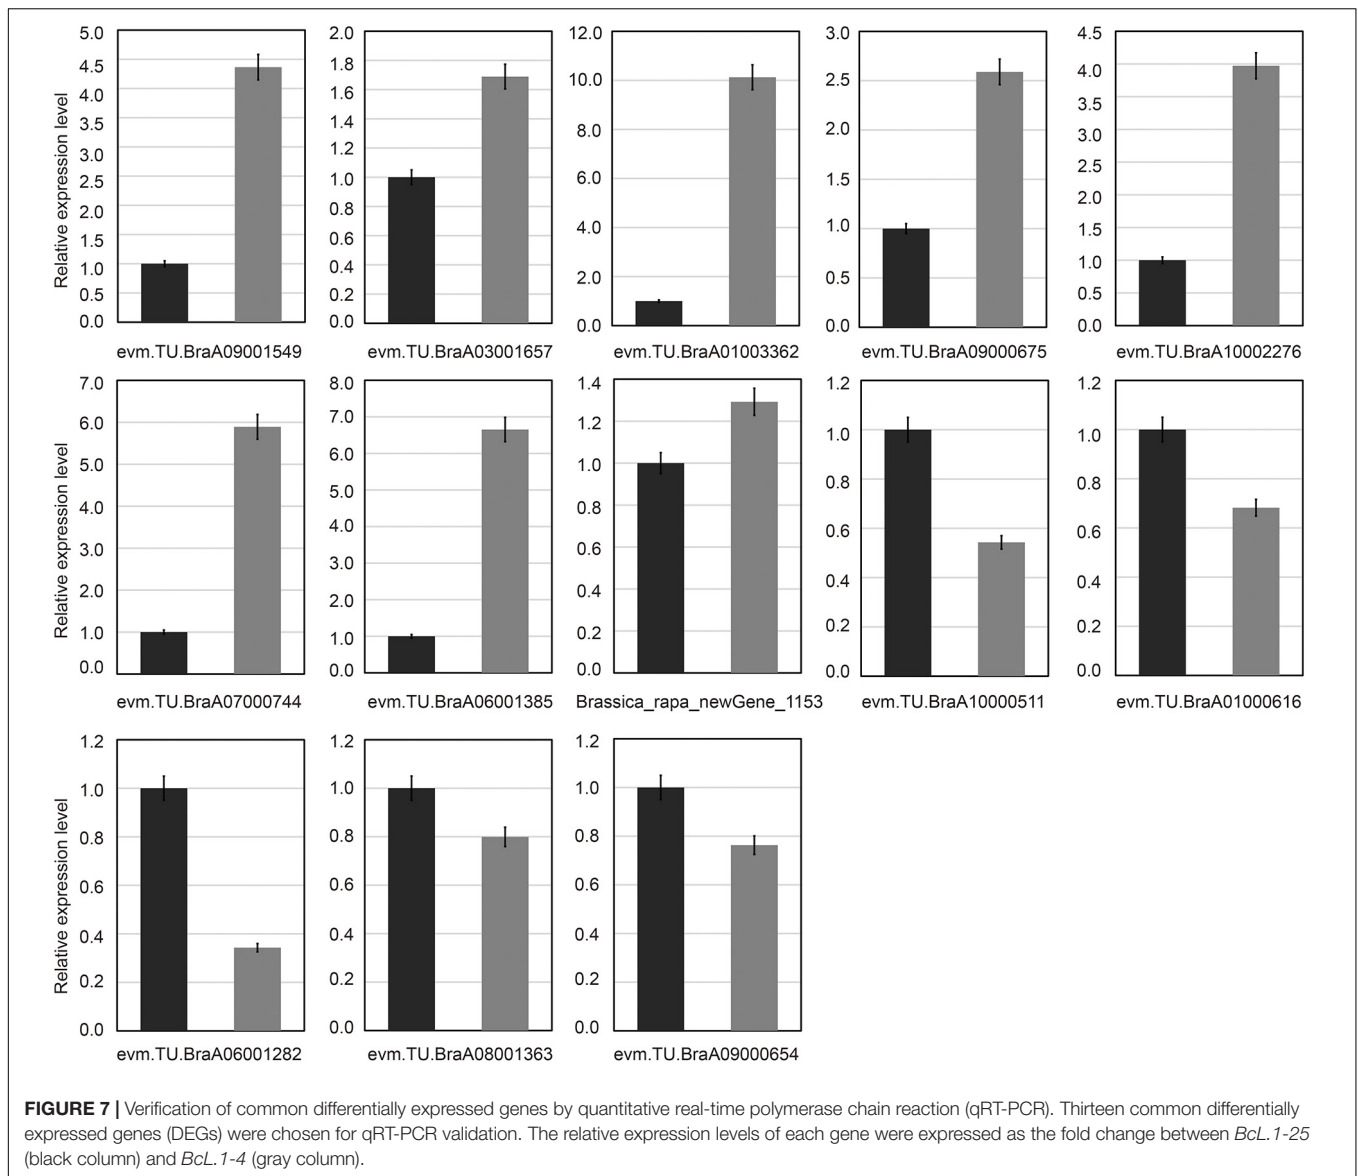 5.0 2.0 12.0 3.0 4.5
4.5 1.8 10.0 2.5 4.0
4.0 1.6 8.0 2.0 3.5
3.5 1.4 6.0 1.5 3.0
3.0 1.2 4.0 1.0 2.5
2.5 1.0 2.0 0.5 2.0
2.0 0.8 0.0 0.0 1.5
1.5 0.6 1.0
1.0 0.4 0.5
0.5 0.2 0.0
0.0 0.0
Relative expression level
evm.TU.BraA09001549 evm.TU.BraA03001657 evm.TU.BraA01003362 evm.TU.BraA09000675 evm.TU.BraA10002276
7.0 8.0 1.4 1.2 1.2
6.0 7.0 1.2 1.0 1.0
5.0 6.0 1.0 0.8 0.8
4.0 5.0 0.8 0.6 0.6
3.0 4.0 0.6 0.4 0.4
2.0 3.0 0.4 0.2 0.2
1.0 2.0 0.2 0.0 0.0
0.0 1.0 0.0
0.0
Relative expression level
evm.TU.BraA07000744 evm.TU.BraA06001385 Brassica_rapa_newGene_1153 evm.TU.BraA10000511 evm.TU.BraA01000616
1.2 1.2 1.2
1.0 1.0 1.0
0.8 0.8 0.8
0.6 0.6 0.6
0.4 0.4 0.4
0.2 0.2 0.2
0.0 0.0 0.0
Relative expression level
evm.TU.BraA06001282 evm.TU.BraA08001363 evm.TU.BraA09000654
FIGURE 7 | Verification of common differentially expressed genes by quantitative real-time polymerase chain reaction (qRT-PCR). Thirteen common differentially
expressed genes (DEGs) were chosen for qRT-PCR validation. The relative expression levels of each gene were expressed as the fold change between BcL.1-25
(black column) and BcL.1-4 (gray column).